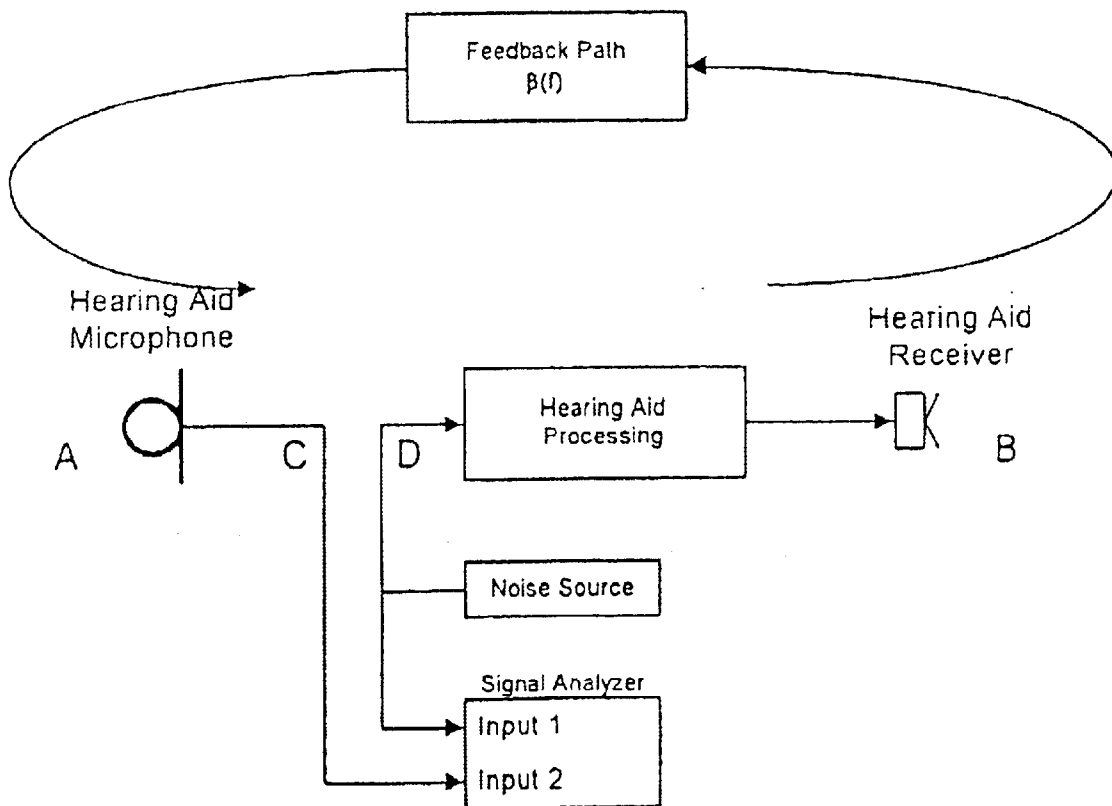 Feedback Path
β(f)
Hearing Aid
Microphone
Hearing Aid
Receiver
Hearing Aid
Processing
A
C
D
B
Noise Source
Signal Analyzer
Input 1
Input 2